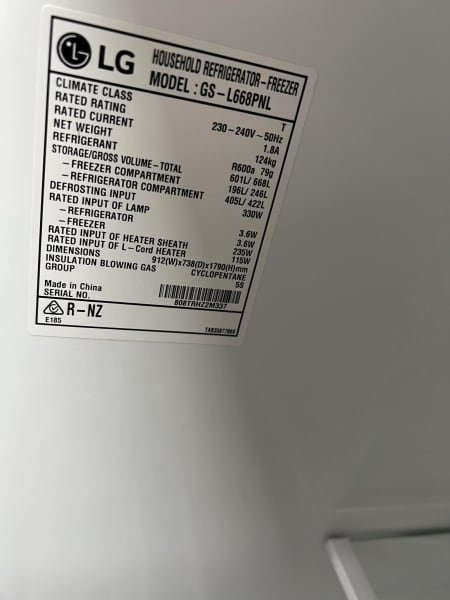 LG HOUSEHOLD REFRIGERATOR-FREEZER
MODEL : GS-L668PNL
CLIMATE CLASS T
RATED RATING 230-240V~50Hz
RATED CURRENT 1.8A
NET WEIGHT 124kg
REFRIGERANT R600a 79g
STORAGE/GROSS VOLUME-TOTAL 601L/ 668L
-FREEZER COMPARTMENT 196L/ 246L
-REFRIGERATOR COMPARTMENT 405L/ 422L
DEFROSTING INPUT 330W
RATED INPUT OF LAMP
-REFRIGERATOR 3.6W
-FREEZER 3.6W
RATED INPUT OF HEATER SHEATH 235W
RATED INPUT OF L-Cord HEATER 115W
DIMENSIONS 912(W)x738(D)x1790(H)mm
INSULATION BLOWING GAS CYCLOPENTANE
GROUP 5S
Made in China
SERIAL NO. 808TRHZ2M337
R-NZ
E185